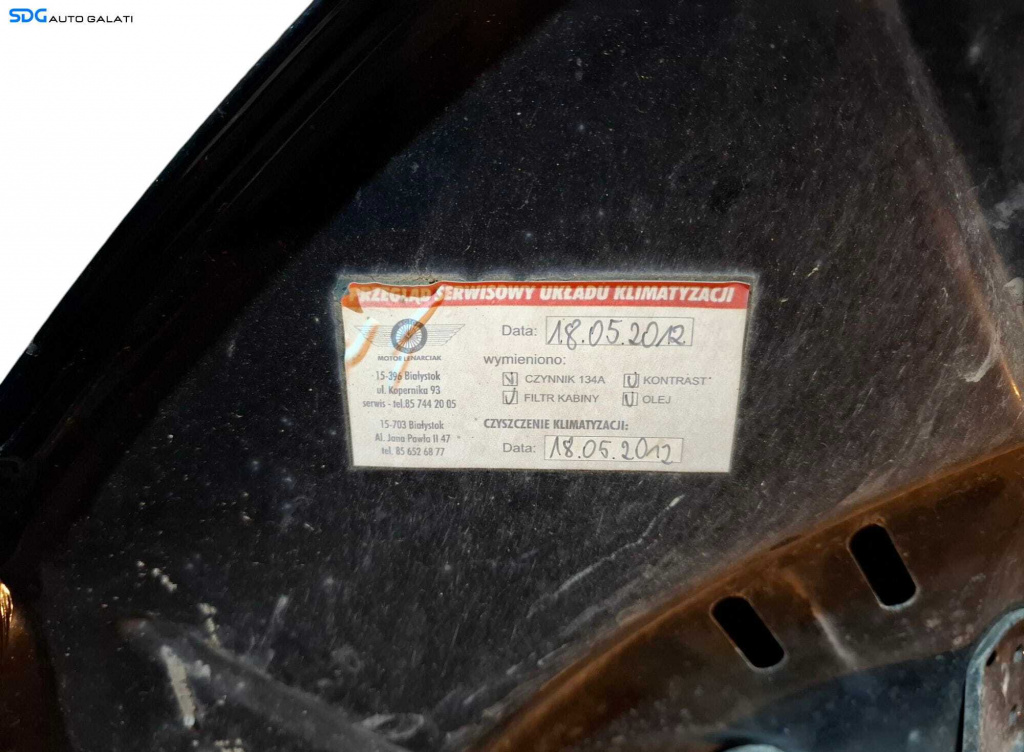 SDG AUTO GALATI
PRZEGLĄD SERWISOWY UKŁADU KLIMATYZACJI
MOTOR LENARCIAK
15-396 Białystok
ul. Kopernika 93
serwis - tel.85 744 20 05
15-703 Białystok
Al. Jana Pawła II 47
tel. 85 652 68 77
Data: 18.05.2012
wymieniono:
CZYNNIK 134A KONTRAST
FILTR KABINY OLEJ
CZYSZCZENIE KLIMATYZACJI:
Data: 18.05.2012